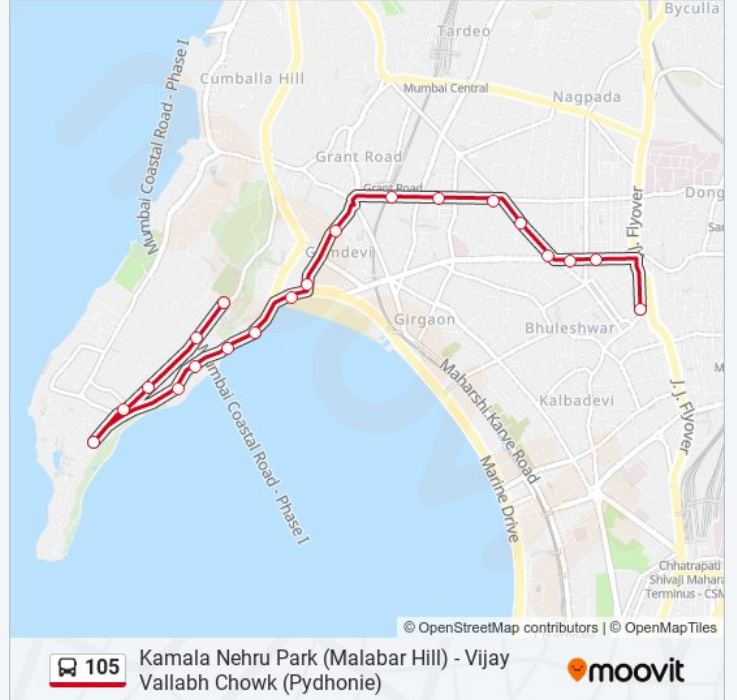 Byculla
Tardeo
Cumballa Hill
Mumbai Central
Nagpada
Mumbai Coastal Road - Phase I
Grant Road
Grant Road
Dong
J. Flyover
Gamdevi
Girgaon
Bhuleshwar
Mumbai Coastal Road - Phase I
Maharshi Karve Road
Kalbadevi
J.J. Flyover
Marine Drive
Chhatrapati
Shivaji Mahara
Terminus - CSM
© OpenStreetMap contributors | © OpenMapTiles
105
Kamala Nehru Park (Malabar Hill) - Vijay
Vallabh Chowk (Pydhonie)
moovit